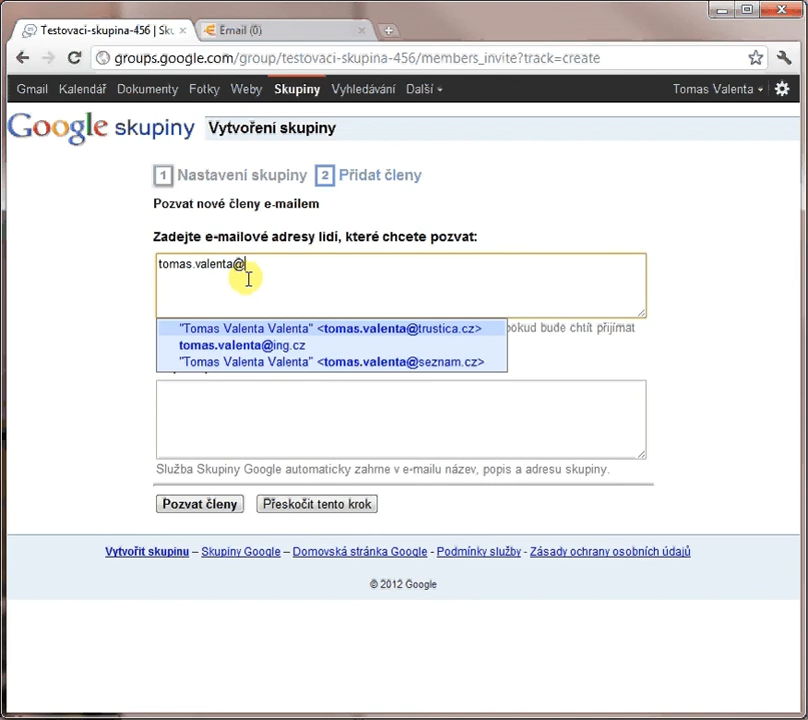 Testovaci-skupina-456 | Sku
Email (0)
groups.google.com/group/testovaci-skupina-456/members_invite?track=create
Gmail Kalendář Dokumenty Fotky Weby Skupiny Vyhledávání Další Tomas Valenta
Google skupiny Vytvoření skupiny
1 Nastavení skupiny 2 Přidat členy
Pozvat nové členy e-mailem
Zadejte e-mailové adresy lidí, které chcete pozvat:
tomas.valenta@
"Tomas Valenta Valenta" <tomas.valenta@trustica.cz>
pokud bude chtít přijímat
tomas.valenta@ing.cz
"Tomas Valenta Valenta" <tomas.valenta@seznam.cz>
Služba Skupiny Google automaticky zahrne v e-mailu název, popis a adresu skupiny.
Pozvat členy Přeskočit tento krok
Vytvořit skupinu – Skupiny Google – Domovská stránka Google - Podmínky služby - Zásady ochrany osobních údajů
© 2012 Google